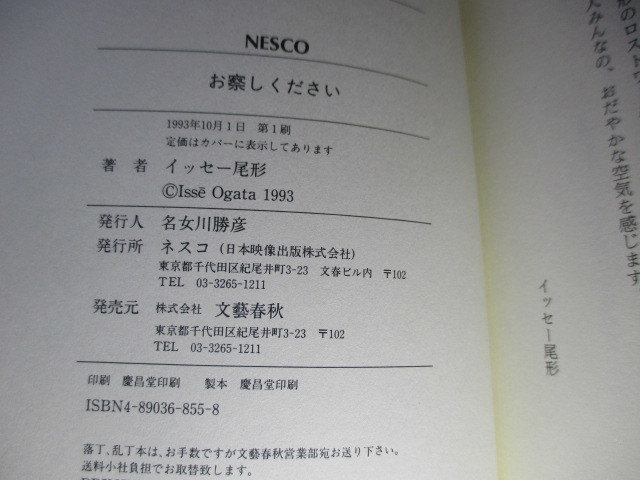 NESCO
お察しください
1993年10月1日 第1刷
定価はカバーに表示してあります
著 者 イッセー尾形
©Issē Ogata 1993
発行人 名女川勝彦
発行所 ネスコ(日本映像出版株式会社)
東京都千代田区紀尾井町3-23 文春ビル内 〒102
TEL 03-3265-1211
発売元 株式会社 文藝春秋
東京都千代田区紀尾井町3-23 〒102
TEL 03-3265-1211
印刷 慶昌堂印刷 製本 慶昌堂印刷
ISBN4-89036-855-8
落丁、乱丁本は、お手数ですが文藝春秋営業部宛お送り下さい。
送料小社負担でお取替致します。
形のロスト
人みんなの、おだやかな空気を感じます
イッセー尾形